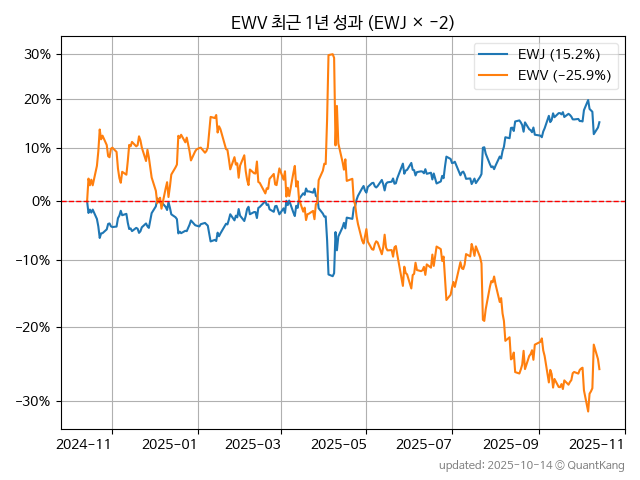 EWV 최근 1년 성과 (EWJ × −2)
EWJ (15.2%)
EWV (−25.9%)
30%
20%
10%
0%
−10%
−20%
−30%
2024-11 2025-01 2025-03 2025-05 2025-07 2025-09 2025-11
updated: 2025-10-14 © QuantKang